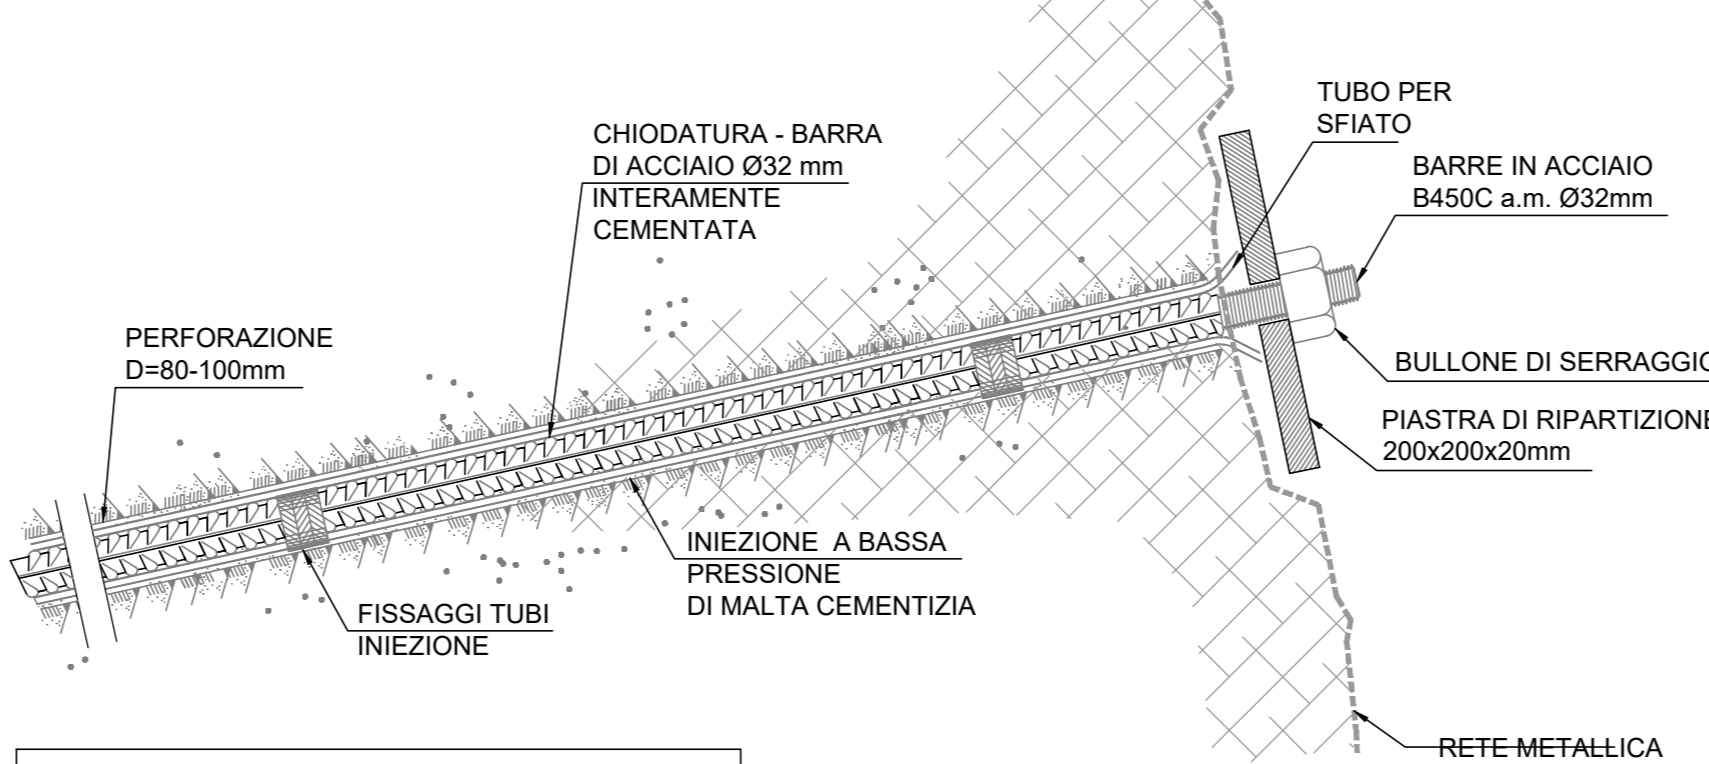 TUBO PER
SFIATO
CHIODATURA - BARRA
DI ACCIAIO Ø32 mm
INTERAMENTE
CEMENTATA
BARRE IN ACCIAIO
B450C a.m. Ø32mm
PERFORAZIONE
D=80-100mm
BULLONE DI SERRAGGIO
PIASTRA DI RIPARTIZIONE
200x200x20mm
INIEZIONE A BASSA
PRESSIONE
DI MALTA CEMENTIZIA
FISSAGGI TUBI
INIEZIONE
RETE METALLICA